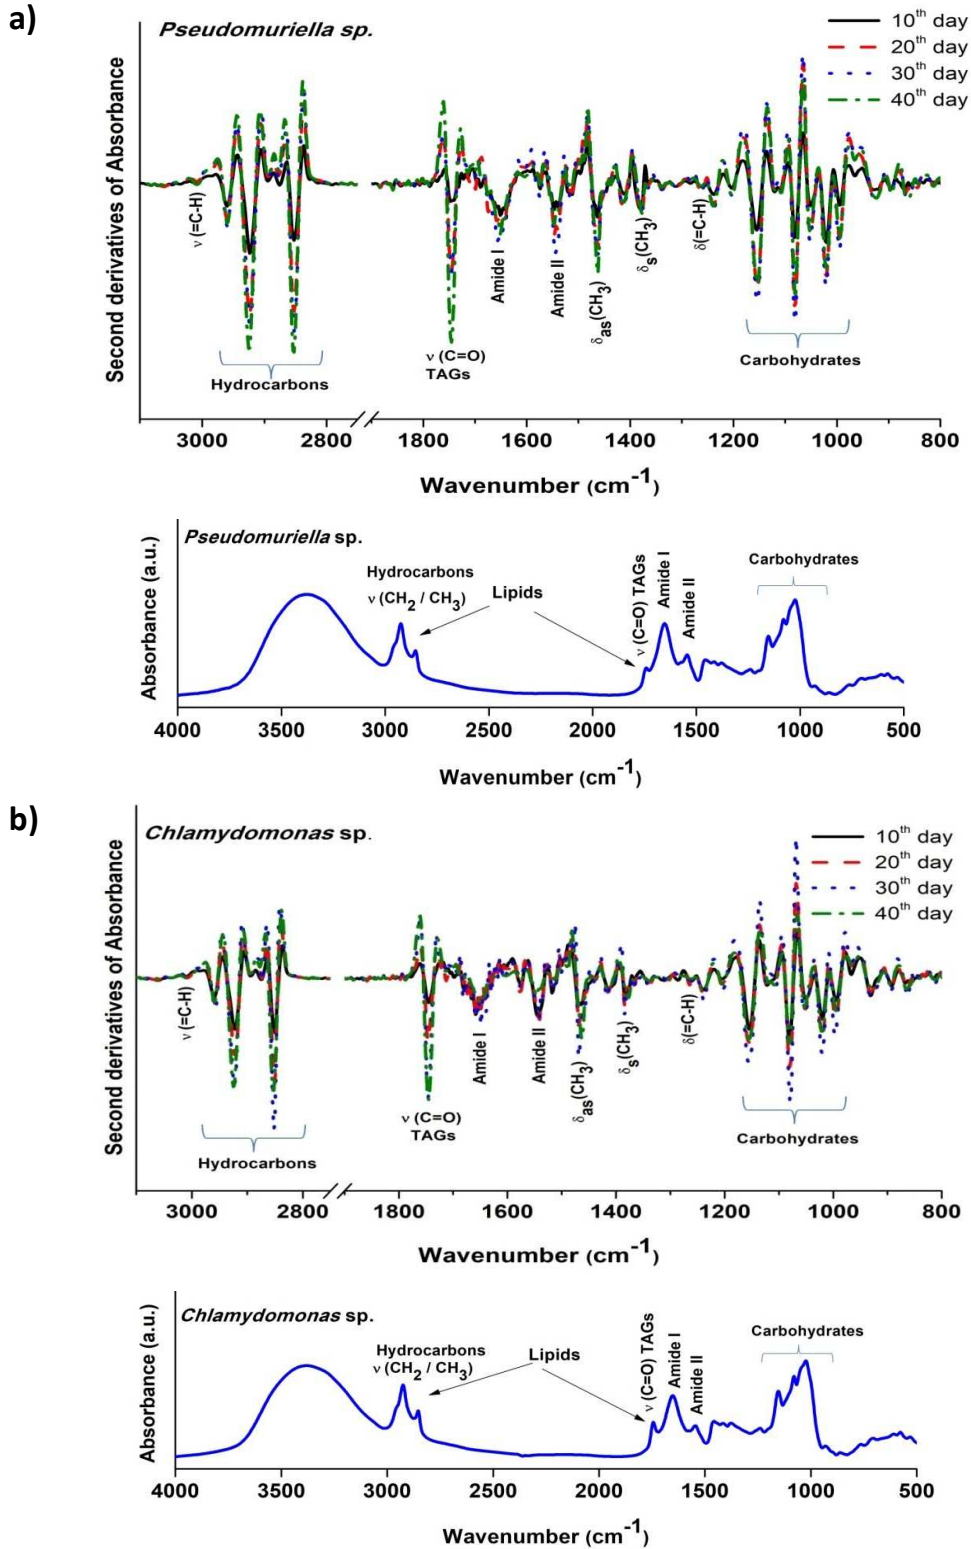 a)
Pseudomuriella sp.
10th day
20th day
30th day
40th day
Second derivatives of Absorbance
ν (=C-H)
Hydrocarbons
ν (C=O)
TAGs
Amide I
Amide II
δas(CH3)
δs(CH3)
δ(=C-H)
Carbohydrates
3000 2800 1800 1600 1400 1200 1000 800
Wavenumber (cm-1)
Pseudomuriella sp.
Absorbance (a.u.)
Hydrocarbons
ν (CH2 / CH3)
Lipids
ν (C=O) TAGs
Amide I
Amide II
Carbohydrates
4000 3500 3000 2500 2000 1500 1000 500
Wavenumber (cm-1)
b)
Chlamydomonas sp.
10th day
20th day
30th day
40th day
Second derivatives of Absorbance
ν (=C-H)
Hydrocarbons
ν (C=O)
TAGs
Amide I
Amide II
δas(CH3)
δs(CH3)
δ(=C-H)
Carbohydrates
3000 2800 1800 1600 1400 1200 1000 800
Wavenumber (cm-1)
Chlamydomonas sp.
Absorbance (a.u.)
Hydrocarbons
ν (CH2 / CH3)
Lipids
ν (C=O) TAGs
Amide I
Amide II
Carbohydrates
4000 3500 3000 2500 2000 1500 1000 500
Wavenumber (cm-1)